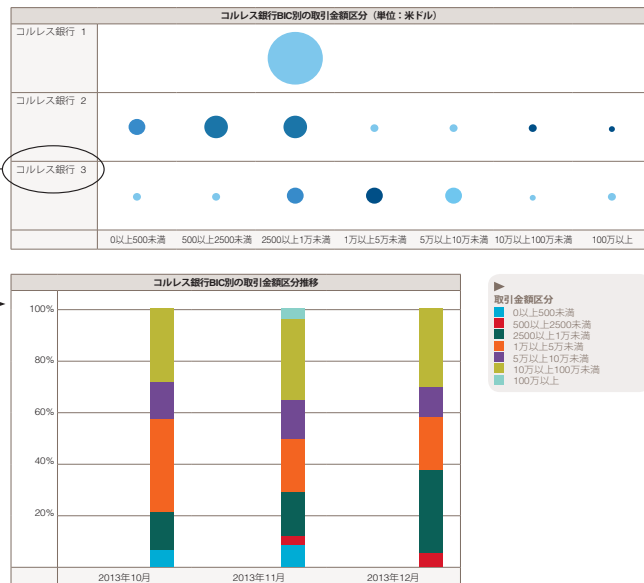 コルレス銀行BIC別の取引金額区分（単位：米ドル）
コルレス銀行 1
コルレス銀行 2
コルレス銀行 3
0以上500未満 500以上2500未満 2500以上1万未満 1万以上5万未満 5万以上10万未満 10万以上100万未満 100万以上
コルレス銀行BIC別の取引金額区分推移
100%
80%
60%
40%
20%
2013年10月 2013年11月 2013年12月
取引金額区分
0以上500未満
500以上2500未満
2500以上1万未満
1万以上5万未満
5万以上10万未満
10万以上100万未満
100万以上